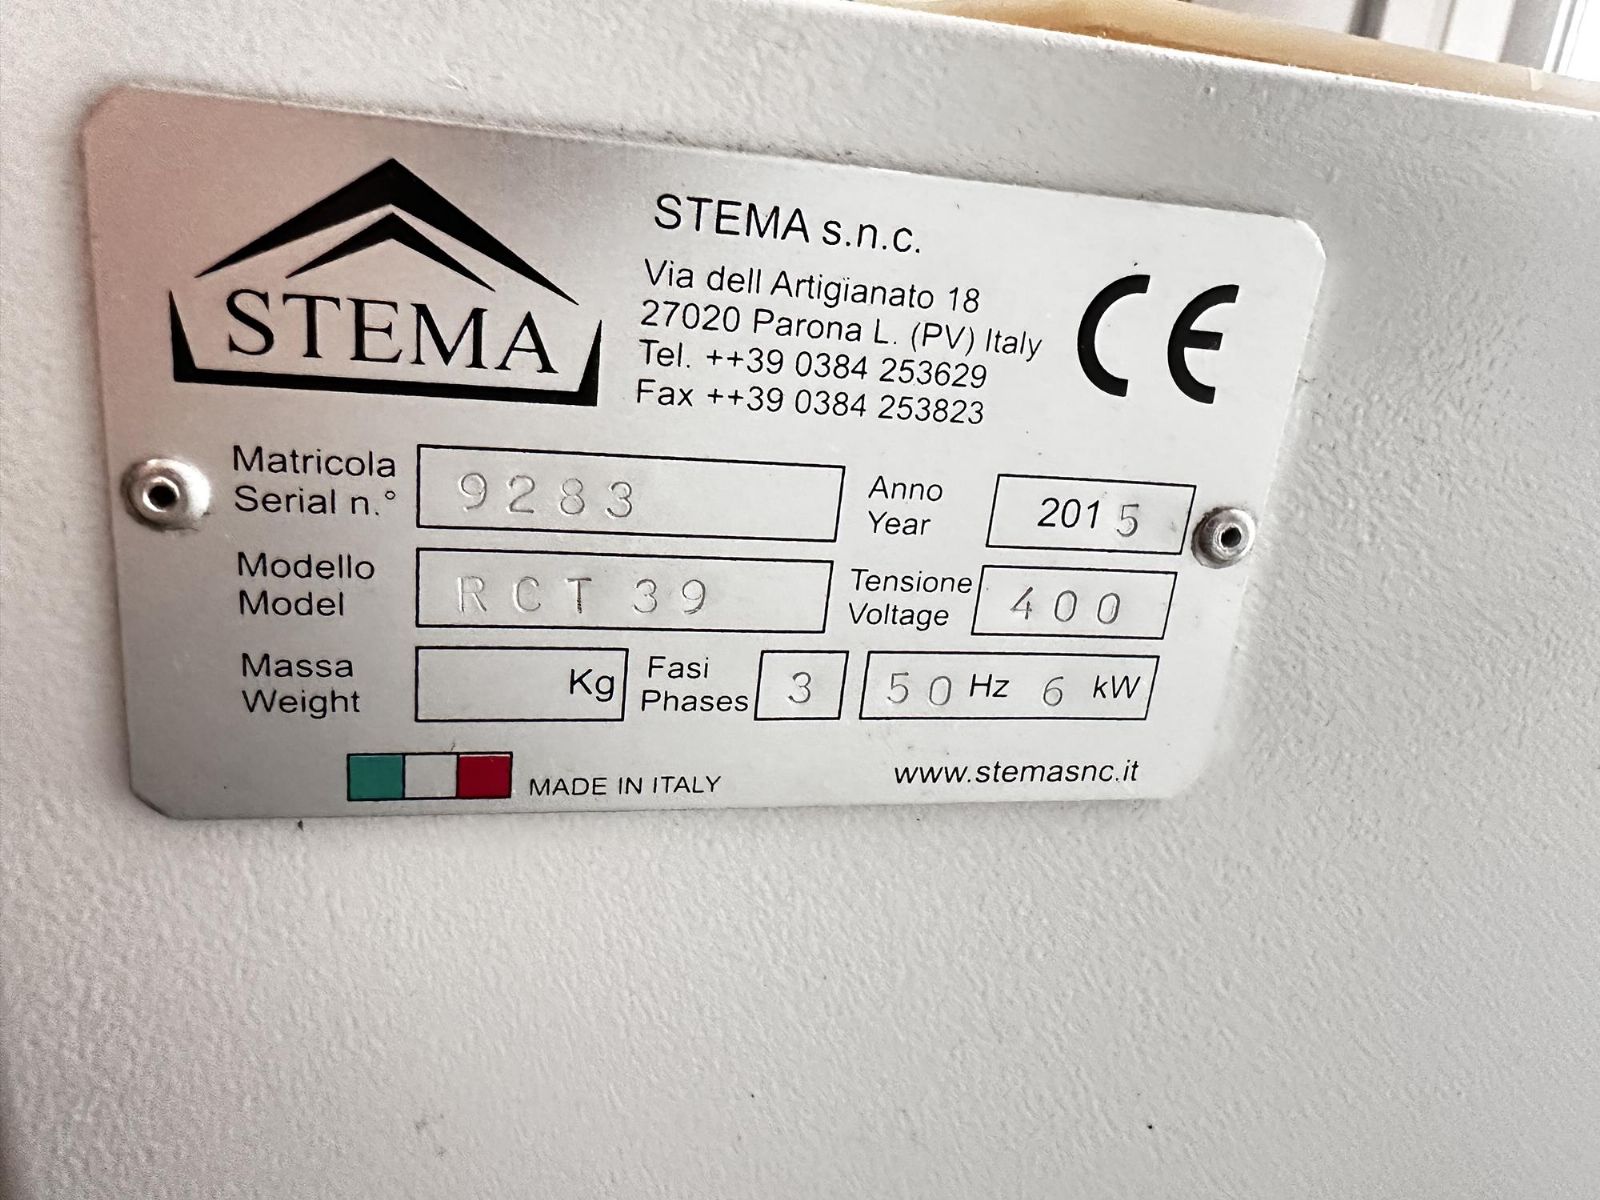 STEMA
STEMA s.n.c.
Via dell Artigianato 18
27020 Parona L. (PV) Italy
Tel. ++39 0384 253629
Fax ++39 0384 253823
CE
Matricola
Serial n.°
9283
Anno
Year
2015
Modello
Model
RCT 39
Tensione
Voltage
400
Massa
Weight
Kg
Fasi
Phases
3
50 Hz 6 kW
MADE IN ITALY
www.stemasnc.it